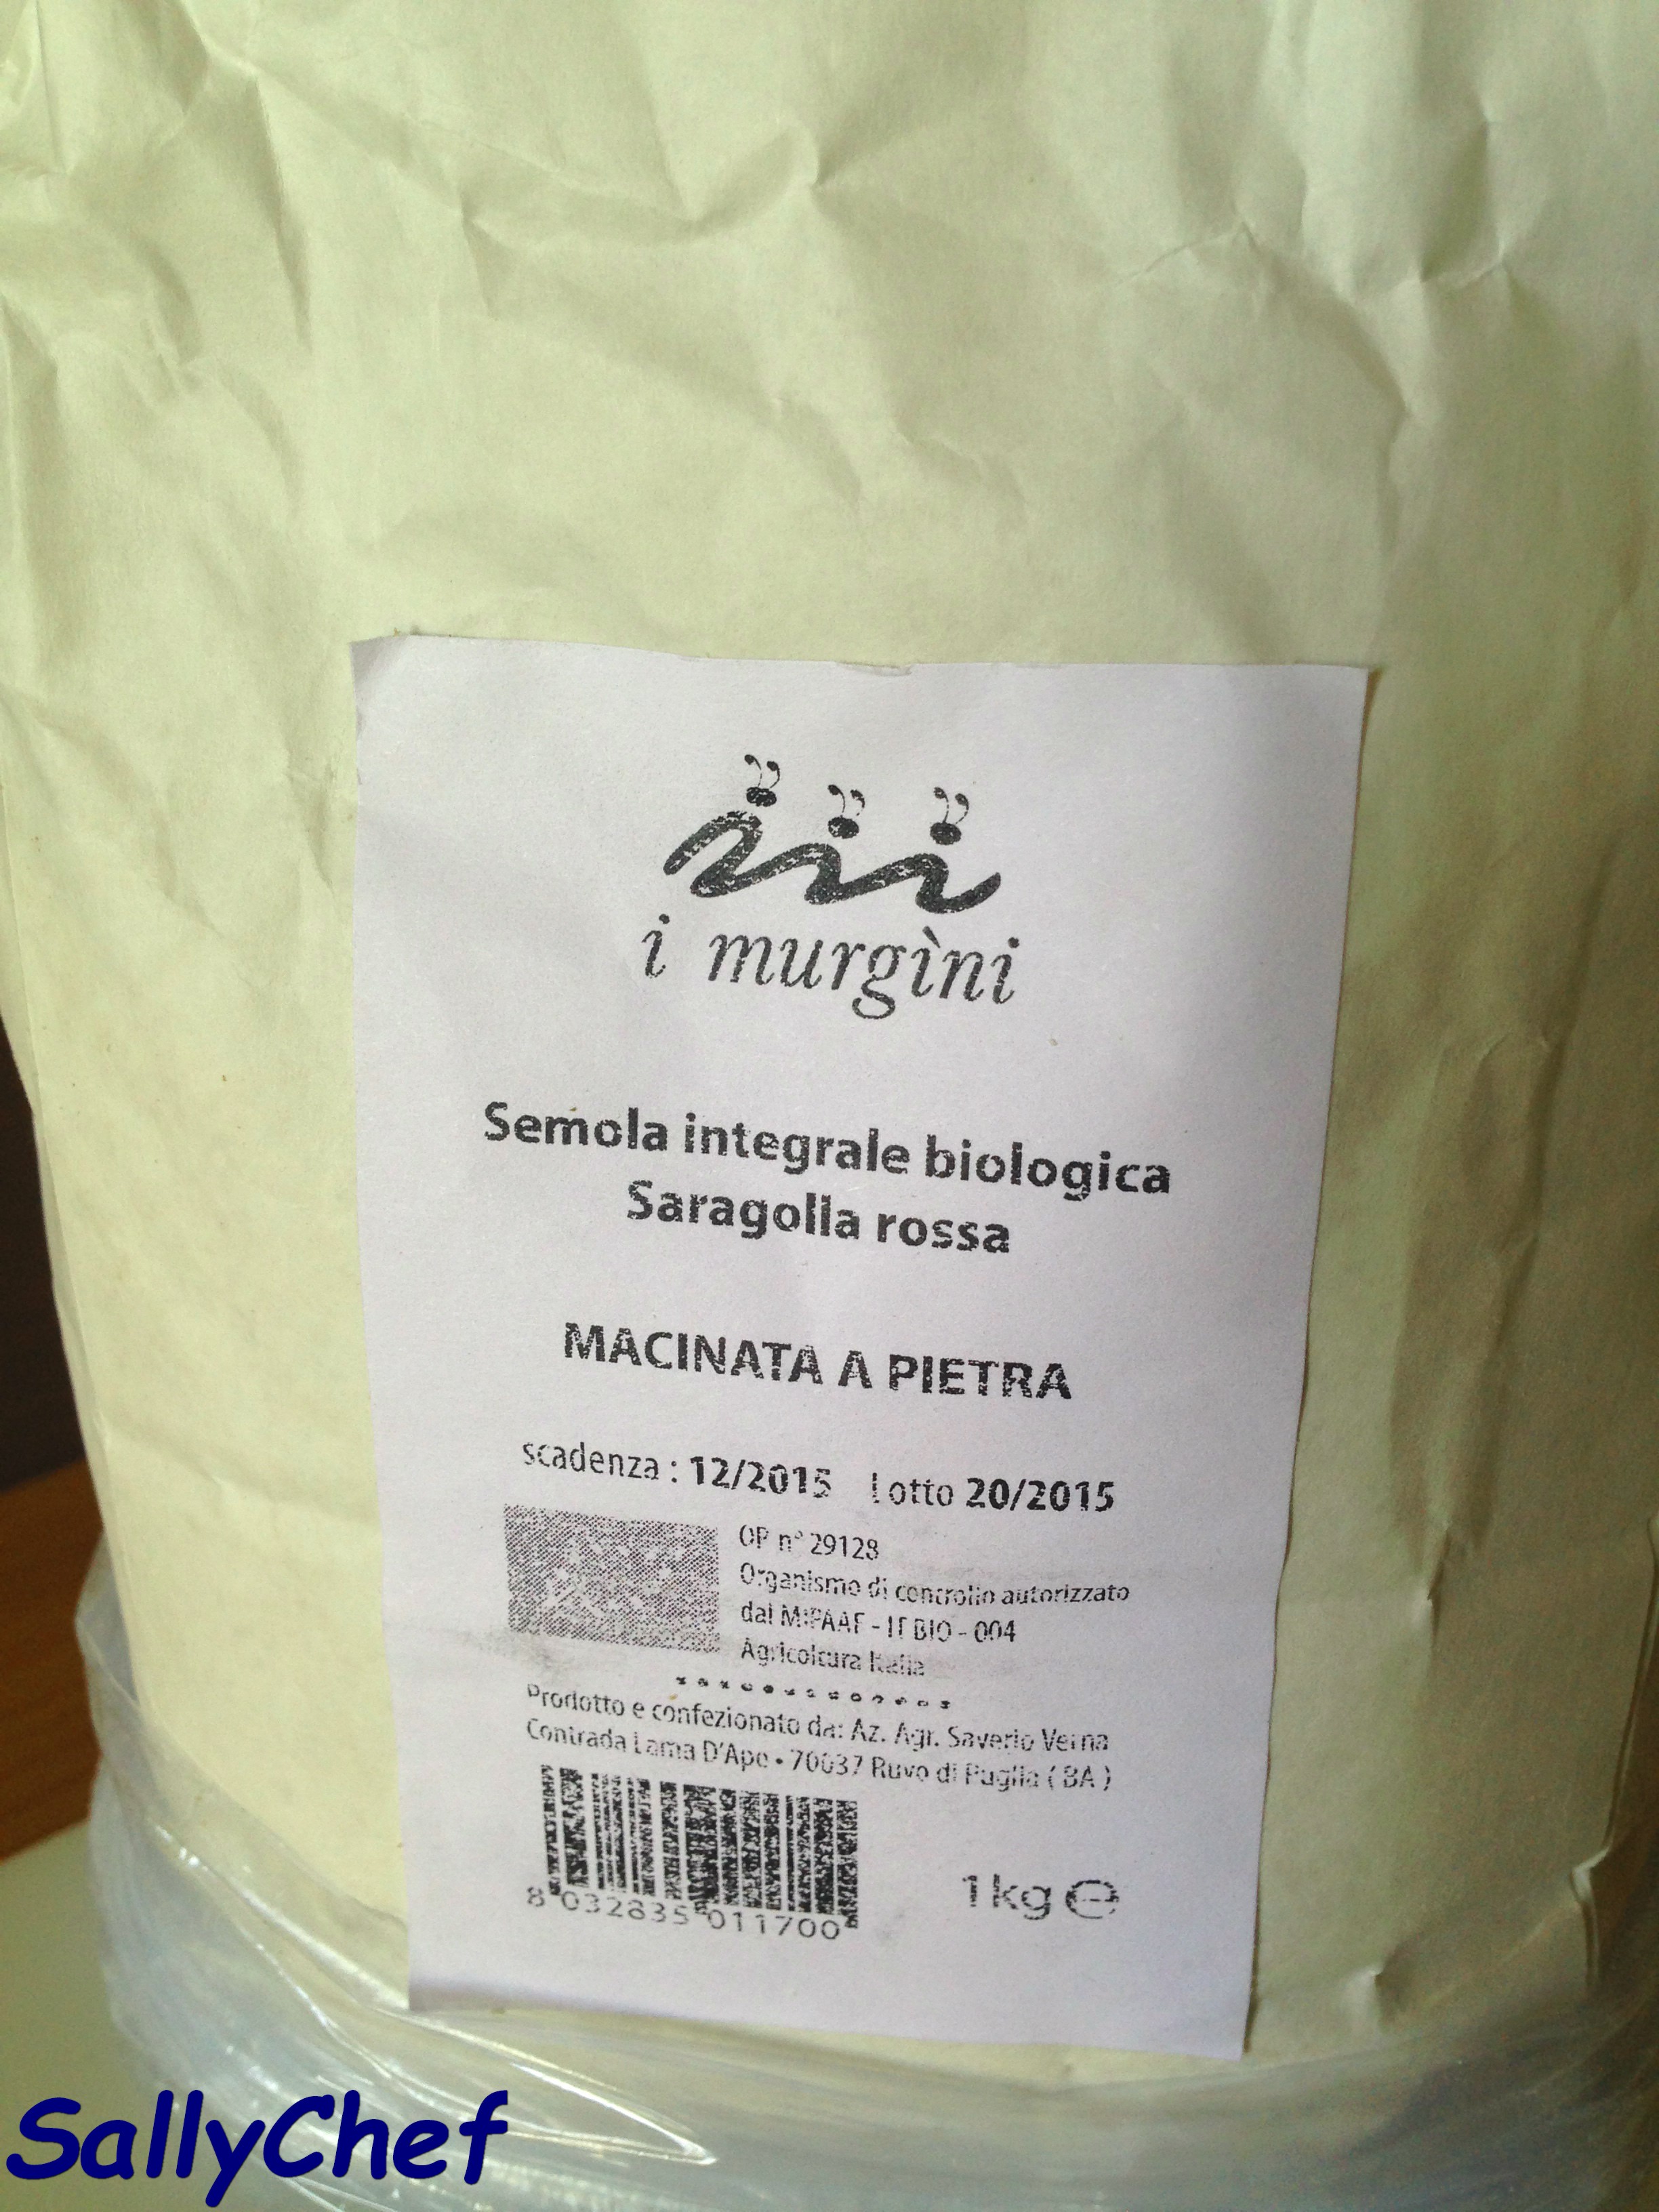 i murgìni
Semola integrale biologica
Saragolla rossa
MACINATA A PIETRA
scadenza : 12/2015 Lotto 20/2015
OP n° 29128
Organismo di controllo autorizzato
dal MIPAAF - IT BIO - 004
Agricoltura Italia
Prodotto e confezionato da: Az. Agr. Saverio Verna
Contrada Lama D'Ape • 70037 Ruvo di Puglia ( BA )
8 032835 011700
1 kg ℮
SallyChef